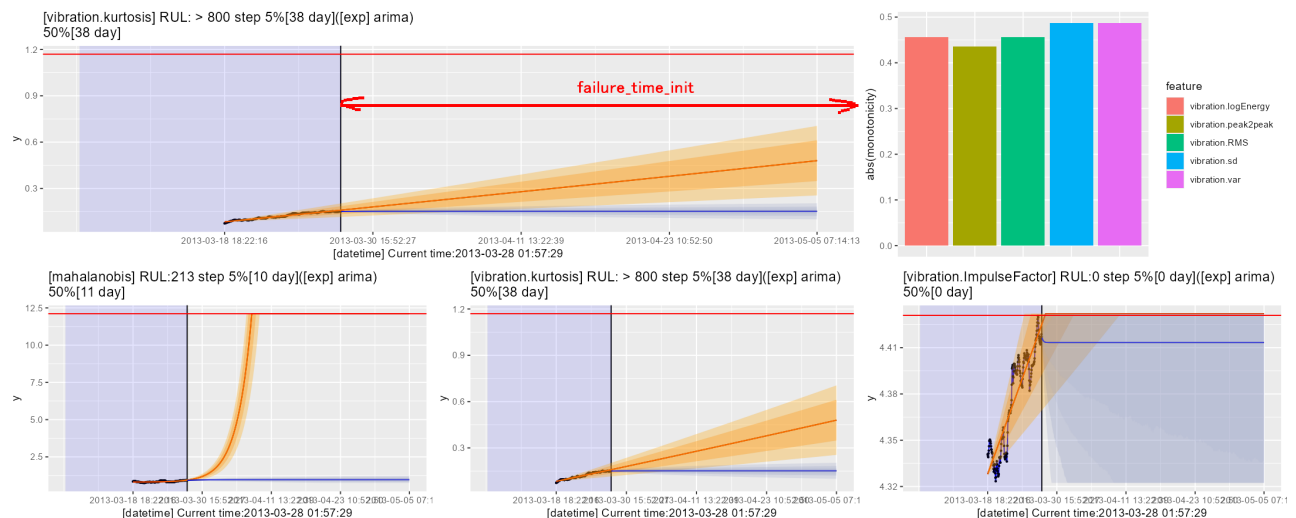 [vibration.kurtosis] RUL: > 800 step 5%[38 day]([exp] arima)
50%[38 day]
1.2
0.9
0.6
0.3
y
failure_time_init
2013-03-18 18:22:16
2013-03-30 15:52:27
2013-04-11 13:22:39
2013-04-23 10:52:50
2013-05-05 07:14:13
[datetime] Current time:2013-03-28 01:57:29
0.5
0.4
0.3
0.2
0.1
0.0
abs(monotonicity)
feature
vibration.logEnergy
vibration.peak2peak
vibration.RMS
vibration.sd
vibration.var
[mahalanobis] RUL:213 step 5%[10 day]([exp] arima)
50%[11 day]
12.5
10.0
7.5
5.0
2.5
y
[datetime] Current time:2013-03-28 01:57:29
[vibration.kurtosis] RUL: > 800 step 5%[38 day]([exp] arima)
50%[38 day]
1.2
0.9
0.6
0.3
y
[datetime] Current time:2013-03-28 01:57:29
[vibration.ImpulseFactor] RUL:0 step 5%[0 day]([exp] arima)
50%[0 day]
4.41
4.38
4.35
4.32
y
[datetime] Current time:2013-03-28 01:57:29